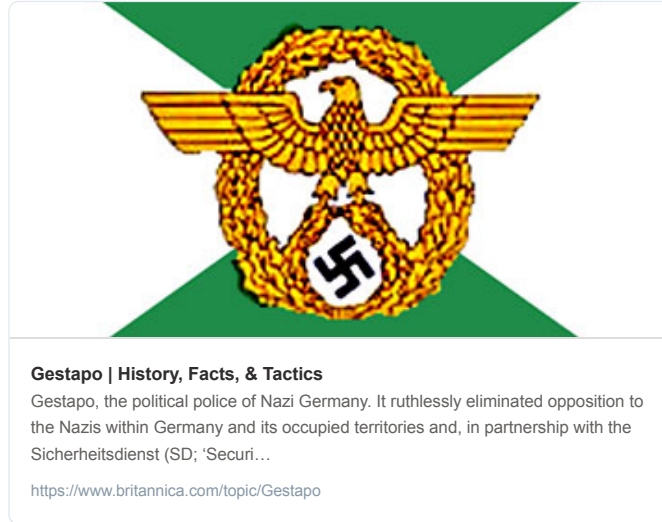 Gestapo | History, Facts, & Tactics
Gestapo, the political police of Nazi Germany. It ruthlessly eliminated opposition to
the Nazis within Germany and its occupied territories and, in partnership with the
Sicherheitsdienst (SD; ‘Securi…
https://www.britannica.com/topic/Gestapo